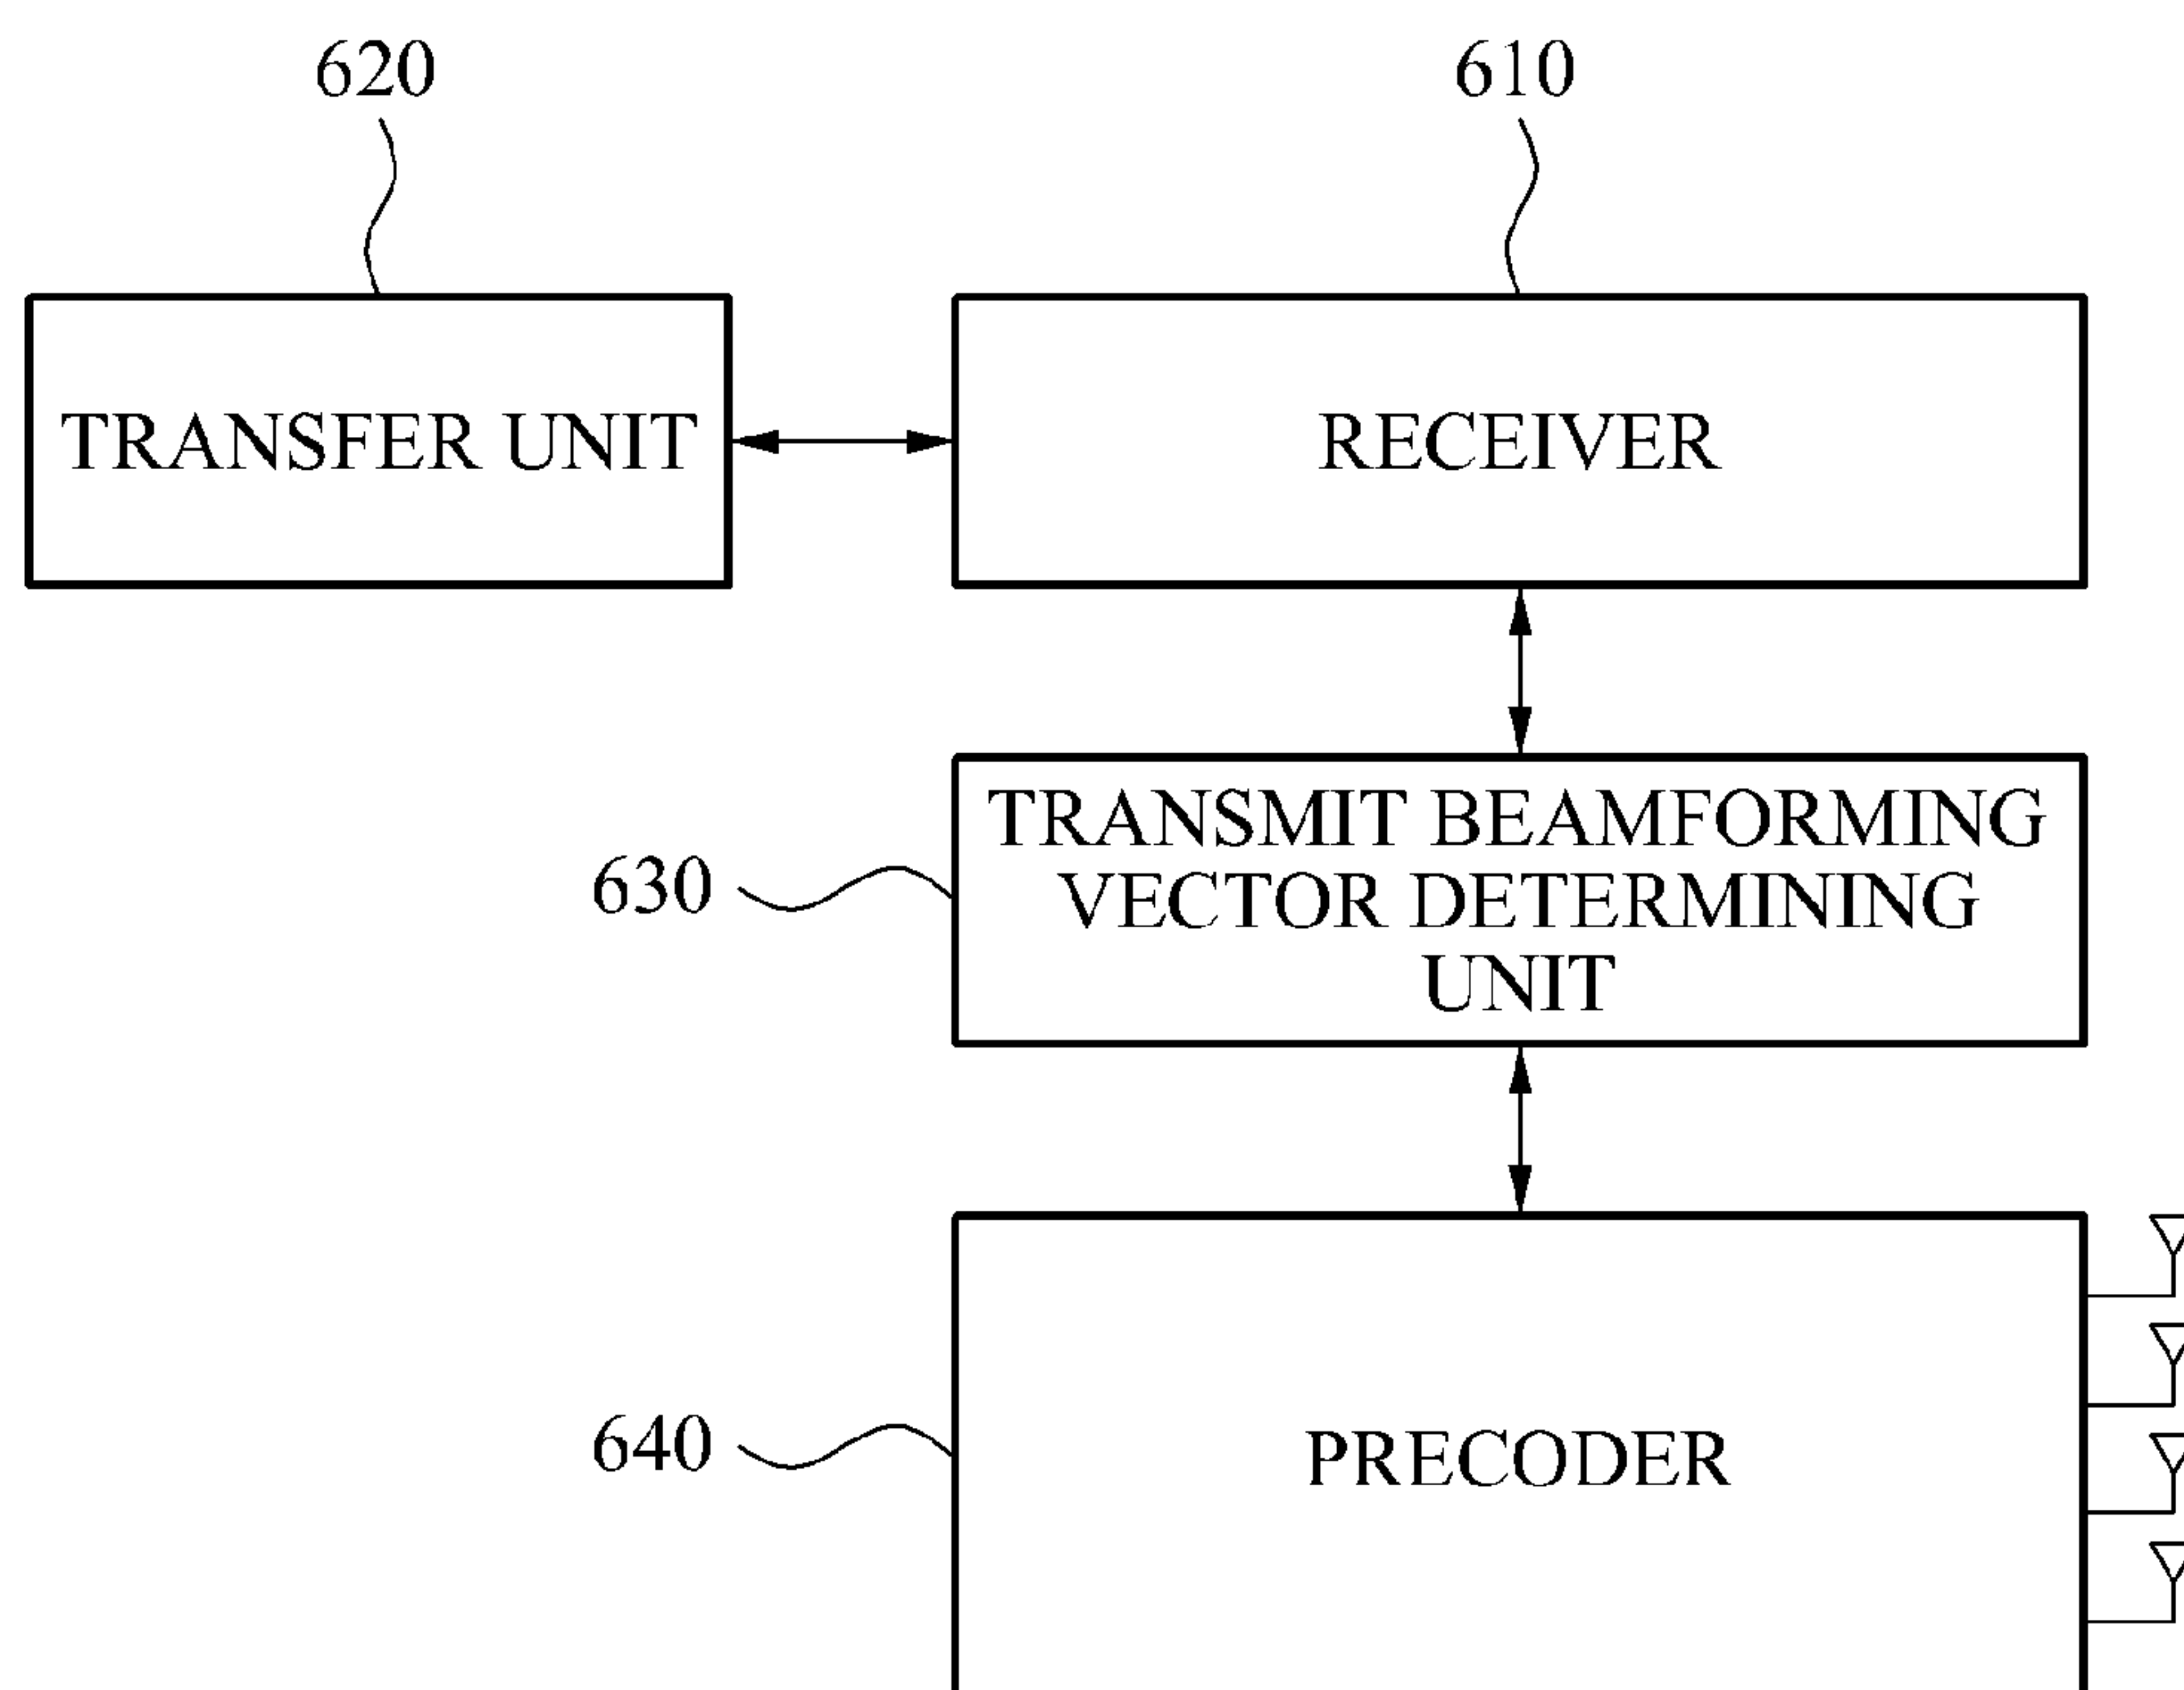 620
610
TRANSFER UNIT
RECEIVER
630
TRANSMIT BEAMFORMING
VECTOR DETERMINING
UNIT
640
PRECODER